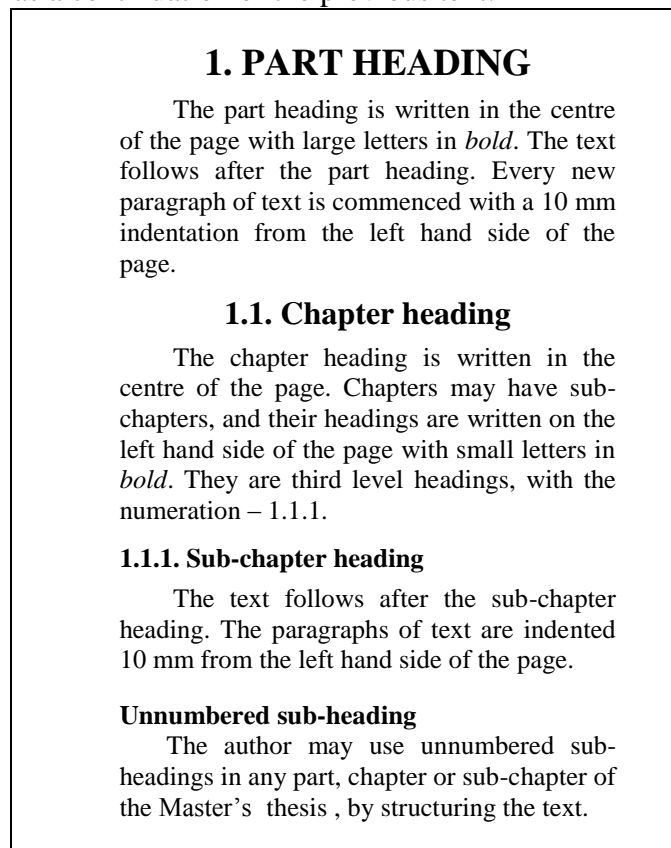 1. PART HEADING
The part heading is written in the centre
of the page with large letters in bold. The text
follows after the part heading. Every new
paragraph of text is commenced with a 10 mm
indentation from the left hand side of the
page.
1.1. Chapter heading
The chapter heading is written in the
centre of the page. Chapters may have sub-
chapters, and their headings are written on the
left hand side of the page with small letters in
bold. They are third level headings, with the
numeration – 1.1.1.
1.1.1. Sub-chapter heading
The text follows after the sub-chapter
heading. The paragraphs of text are indented
10 mm from the left hand side of the page.
Unnumbered sub-heading
The author may use unnumbered sub-
headings in any part, chapter or sub-chapter of
the Master's  thesis , by structuring the text.